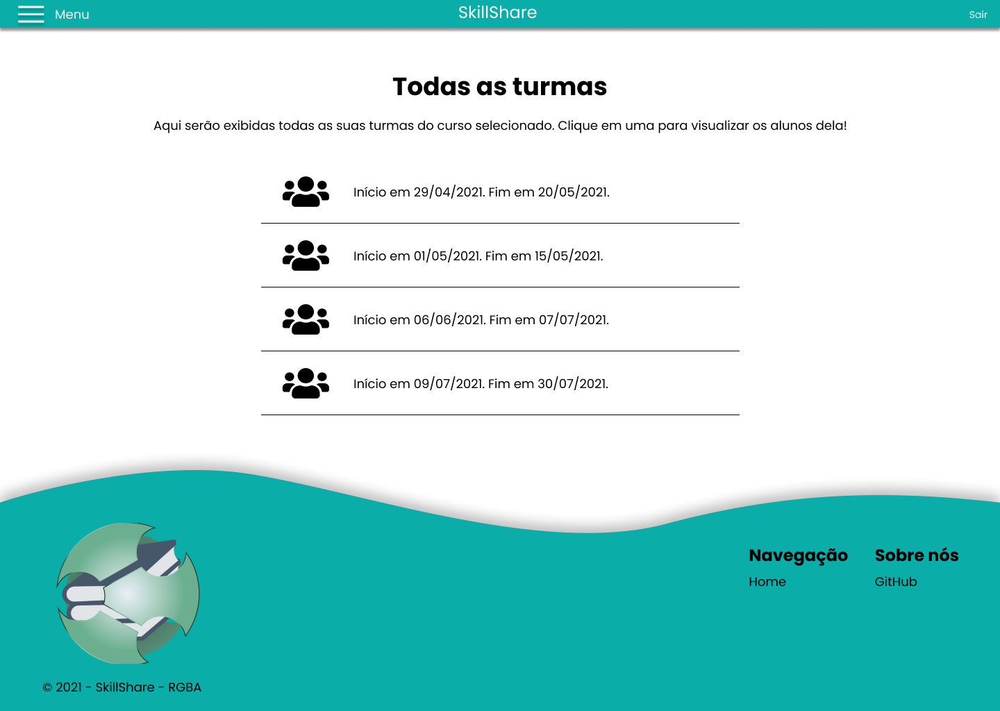 Menu
SkillShare
Sair
Todas as turmas
Aqui serão exibidas todas as suas turmas do curso selecionado. Clique em uma para visualizar os alunos dela!
Início em 29/04/2021. Fim em 20/05/2021.
Início em 01/05/2021. Fim em 15/05/2021.
Início em 06/06/2021. Fim em 07/07/2021.
Início em 09/07/2021. Fim em 30/07/2021.
Navegação
Home
Sobre nós
GitHub
© 2021 - SkillShare - RGBA